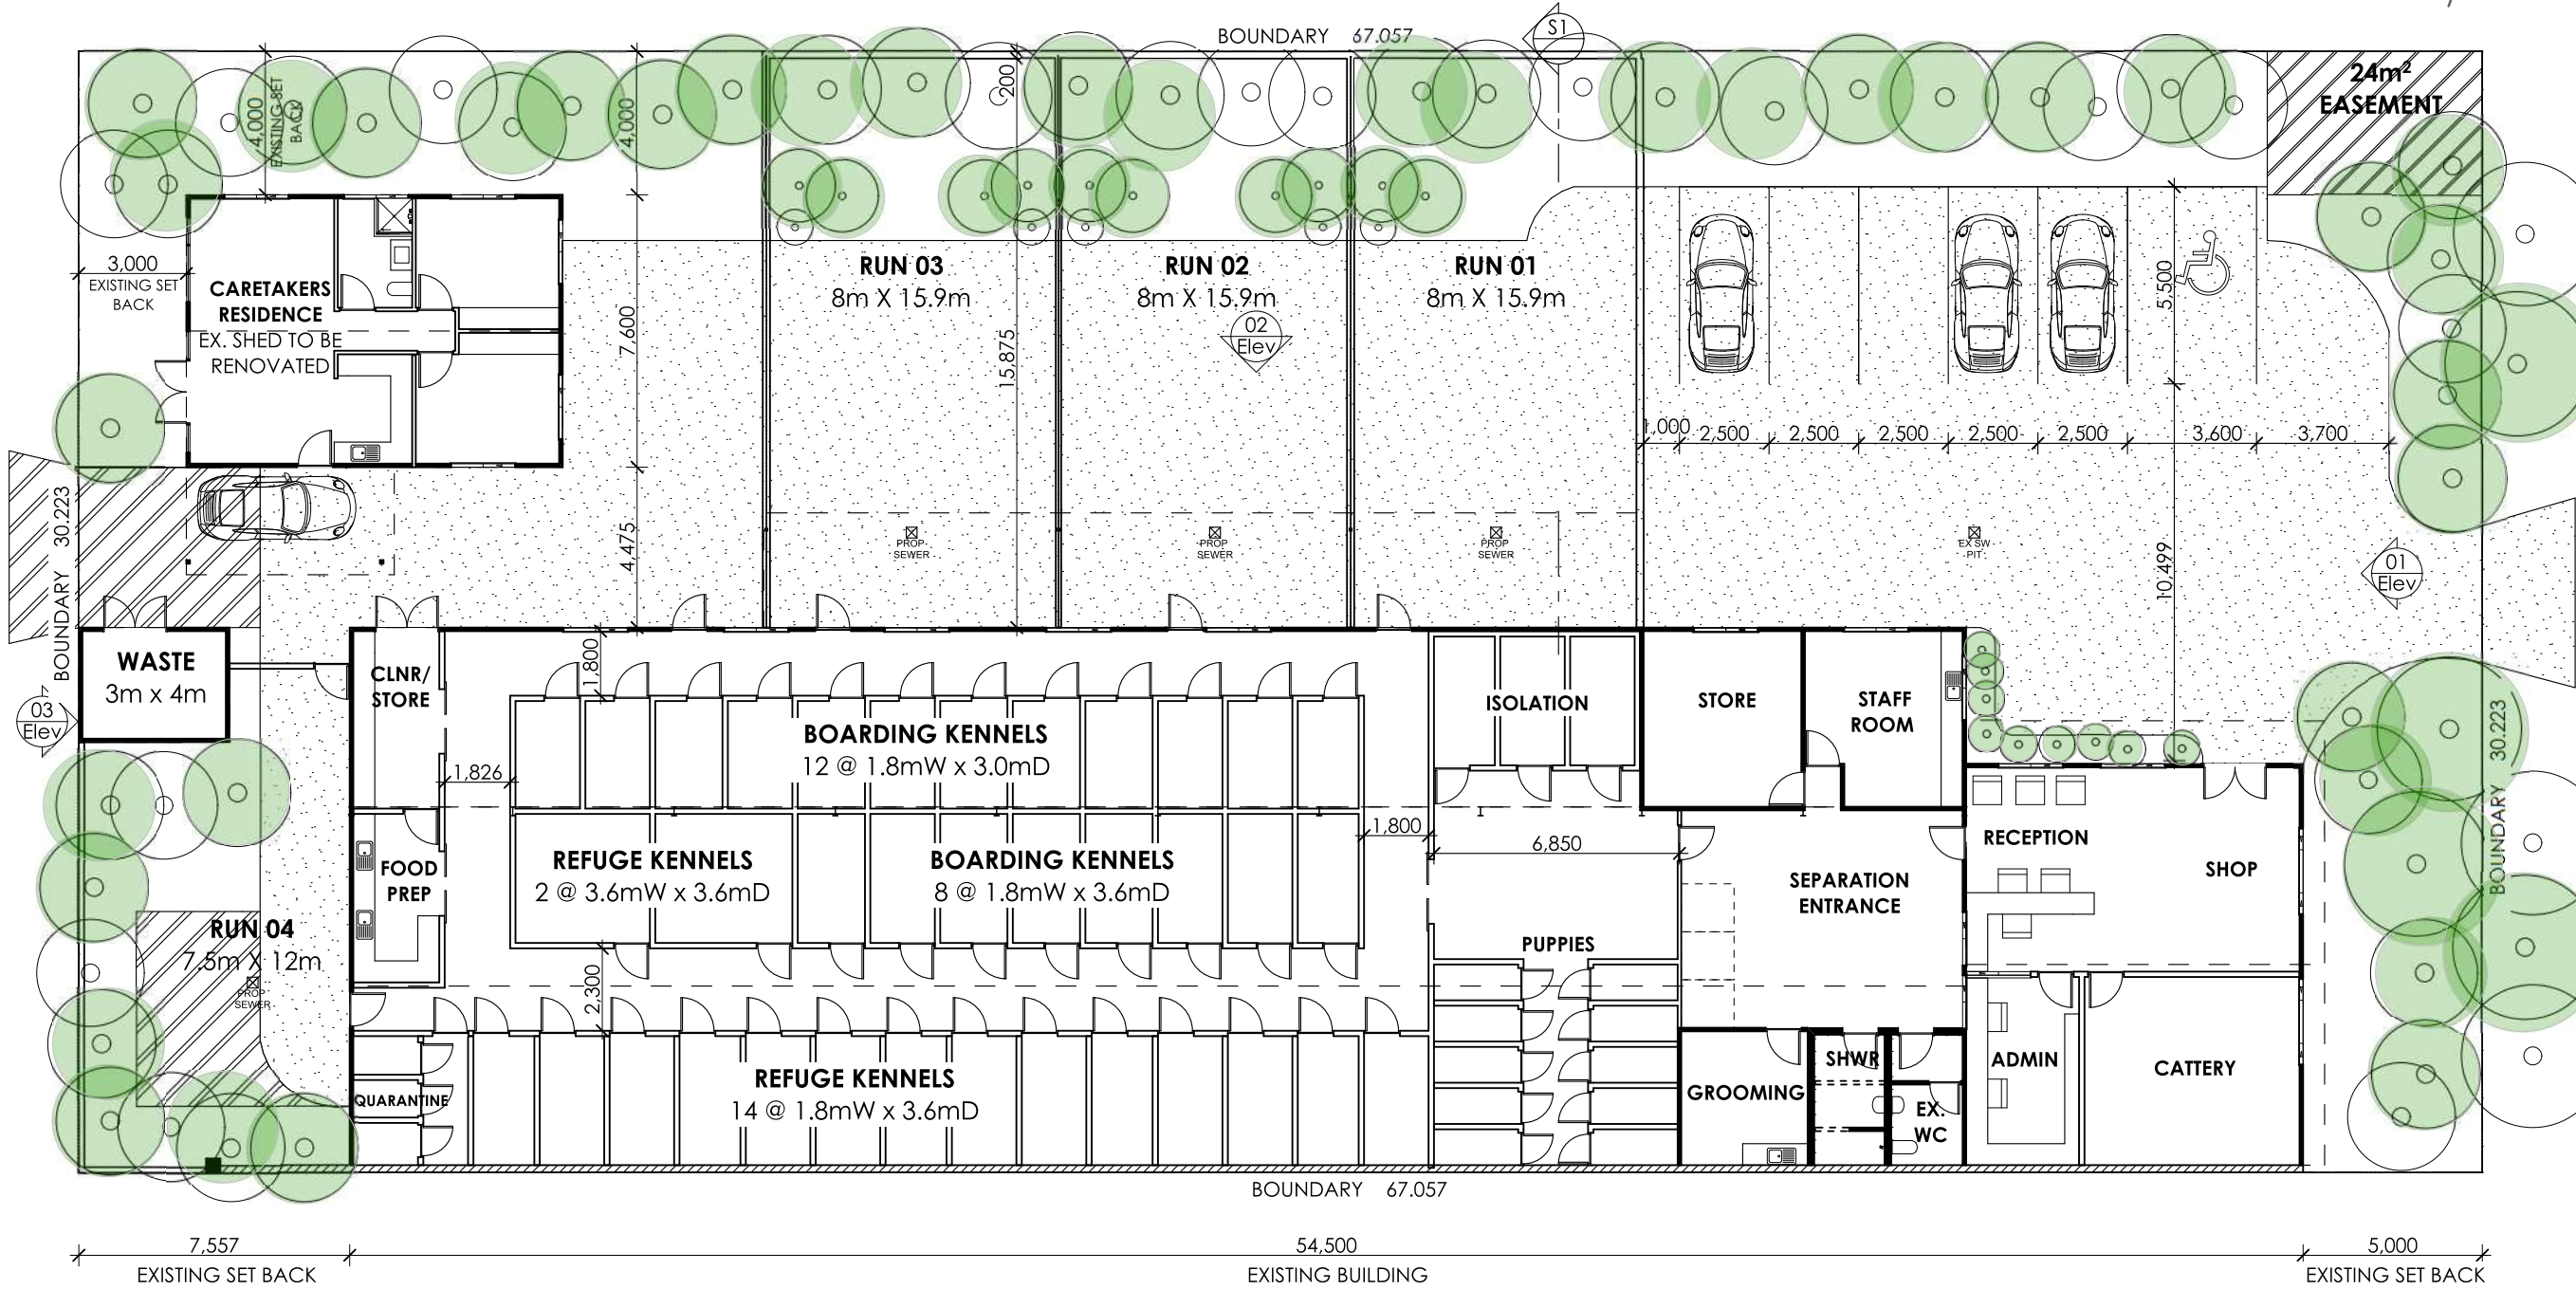 BOUNDARY 67.057
S1
24m²
EASEMENT
4,000
EXISTING SET
BACK
4,000
200
3,000
EXISTING SET
BACK
CARETAKERS
RESIDENCE
EX. SHED TO BE
RENOVATED
7,600
RUN 03
8m X 15.9m
15,875
RUN 02
8m X 15.9m
02
Elev
RUN 01
8m X 15.9m
5,500
1,000
2,500
2,500
2,500
2,500
2,500
3,600
3,700
BOUNDARY 30.223
4,475
PROP
SEWER
PROP
SEWER
PROP
SEWER
EX SW
PIT
10,499
01
Elev
WASTE
3m x 4m
03
Elev
CLNR/
STORE
1,800
BOARDING KENNELS
12 @ 1.8mW x 3.0mD
1,826
ISOLATION
STORE
STAFF
ROOM
BOUNDARY 30.223
FOOD
PREP
REFUGE KENNELS
2 @ 3.6mW x 3.6mD
BOARDING KENNELS
8 @ 1.8mW x 3.6mD
1,800
6,850
SEPARATION
ENTRANCE
RECEPTION
SHOP
RUN 04
7.5m X 12m
PROP
SEWER
2,300
PUPPIES
QUARANTINE
REFUGE KENNELS
14 @ 1.8mW x 3.6mD
GROOMING
SHWR
EX.
WC
ADMIN
CATTERY
BOUNDARY 67.057
7,557
EXISTING SET BACK
54,500
EXISTING BUILDING
5,000
EXISTING SET BACK